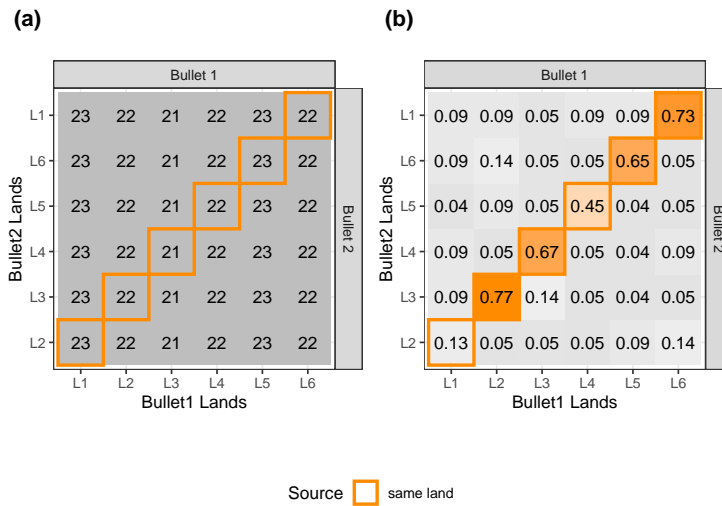 (a)
Bullet 1
L1 23 22 21 22 23 22
L6 23 22 21 22 23 22
L5 23 22 21 22 23 22
L4 23 22 21 22 23 22
L3 23 22 21 22 23 22
L2 23 22 21 22 23 22
L1 L2 L3 L4 L5 L6
Bullet1 Lands
Bullet2 Lands
Bullet 2
(b)
Bullet 1
L1 0.09 0.09 0.05 0.09 0.09 0.73
L6 0.09 0.14 0.05 0.05 0.65 0.05
L5 0.04 0.09 0.05 0.45 0.04 0.05
L4 0.09 0.05 0.67 0.05 0.04 0.09
L3 0.09 0.77 0.14 0.05 0.04 0.05
L2 0.13 0.05 0.05 0.05 0.09 0.14
L1 L2 L3 L4 L5 L6
Bullet1 Lands
Bullet2 Lands
Bullet 2
Source same land